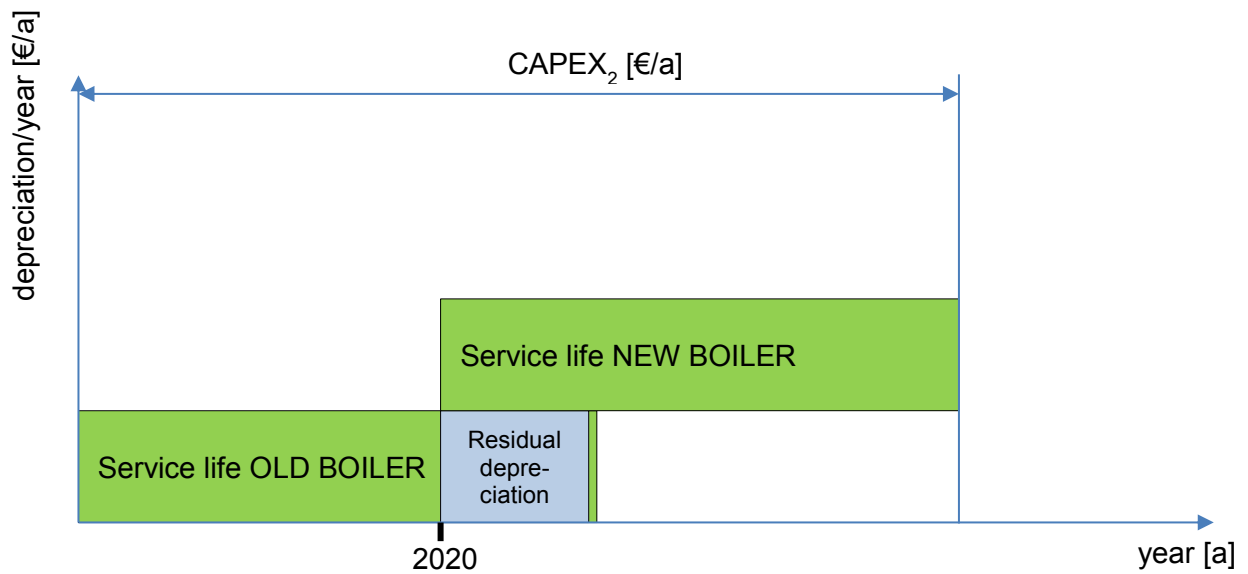 depreciation/year [€/a]
CAPEX₂ [€/a]
Service life NEW BOILER
Service life OLD BOILER
Residual
depre-
ciation
2020
year [a]